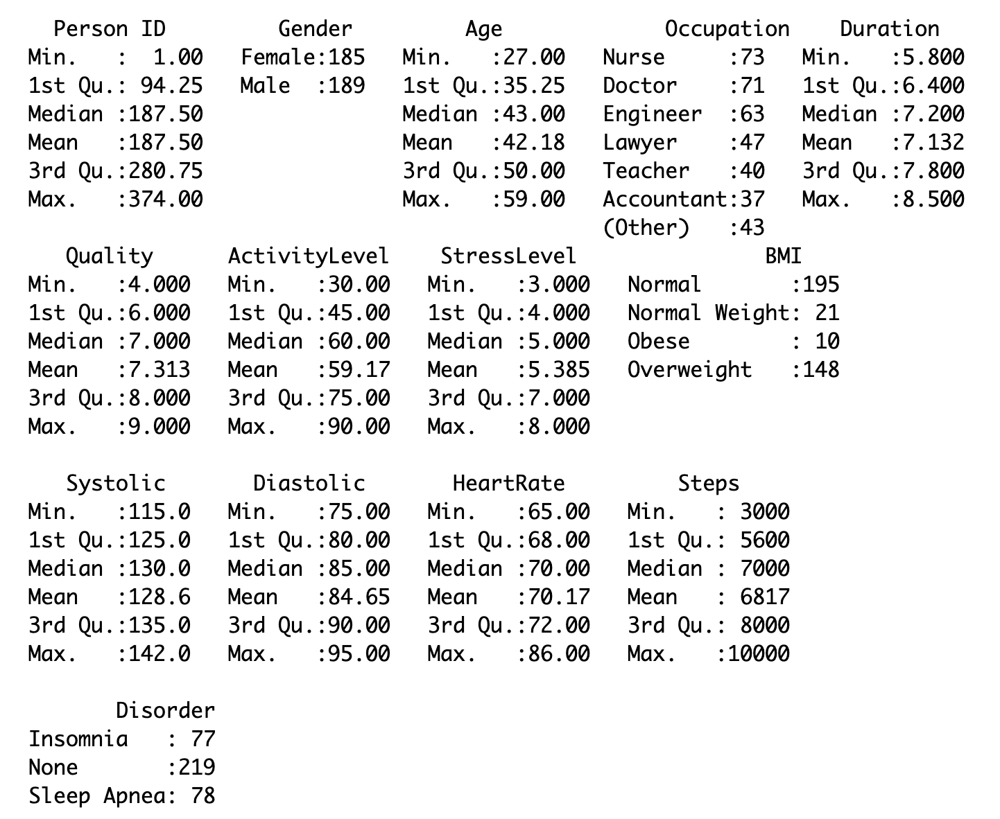 Person ID         Gender         Age             Occupation    Duration
Min.   :  1.00   Female:185   Min.   :27.00   Nurse     :73   Min.   :5.800
1st Qu.: 94.25   Male  :189   1st Qu.:35.25   Doctor    :71   1st Qu.:6.400
Median :187.50                Median :43.00   Engineer  :63   Median :7.200
Mean   :187.50                Mean   :42.18   Lawyer    :47   Mean   :7.132
3rd Qu.:280.75                3rd Qu.:50.00   Teacher   :40   3rd Qu.:7.800
Max.   :374.00                Max.   :59.00   Accountant:37   Max.   :8.500
                                              (Other)   :43
   Quality      ActivityLevel    StressLevel               BMI
Min.   :4.000   Min.   :30.00   Min.   :3.000   Normal       :195
1st Qu.:6.000   1st Qu.:45.00   1st Qu.:4.000   Normal Weight: 21
Median :7.000   Median :60.00   Median :5.000   Obese        : 10
Mean   :7.313   Mean   :59.17   Mean   :5.385   Overweight   :148
3rd Qu.:8.000   3rd Qu.:75.00   3rd Qu.:7.000
Max.   :9.000   Max.   :90.00   Max.   :8.000
   Systolic       Diastolic       HeartRate         Steps
Min.   :115.0   Min.   :75.00   Min.   :65.00   Min.   : 3000
1st Qu.:125.0   1st Qu.:80.00   1st Qu.:68.00   1st Qu.: 5600
Median :130.0   Median :85.00   Median :70.00   Median : 7000
Mean   :128.6   Mean   :84.65   Mean   :70.17   Mean   : 6817
3rd Qu.:135.0   3rd Qu.:90.00   3rd Qu.:72.00   3rd Qu.: 8000
Max.   :142.0   Max.   :95.00   Max.   :86.00   Max.   :10000
       Disorder
Insomnia   : 77
None       :219
Sleep Apnea: 78